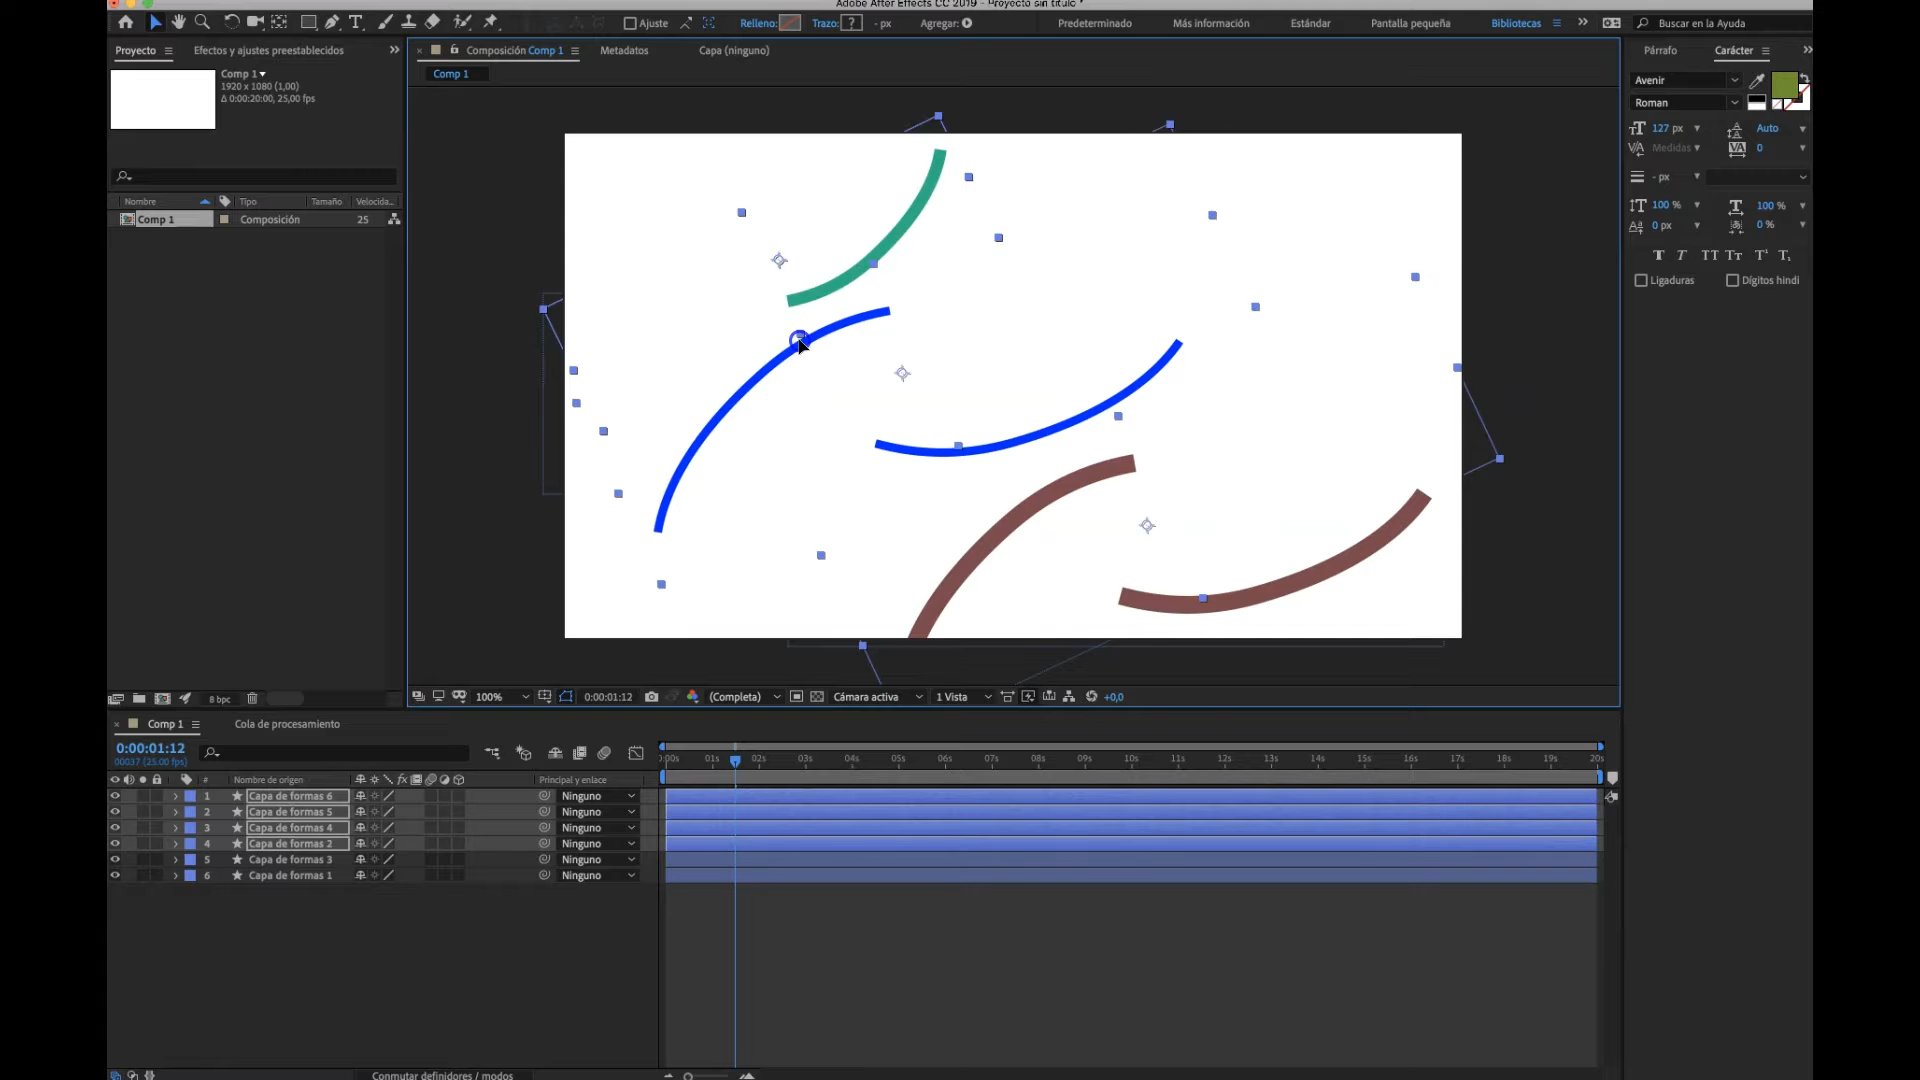 Adobe After Effects CC 2019 - Proyecto sin título *
Ajuste
Relleno:
Trazo: ?
- px
Agregar:
Predeterminado
Más información
Estándar
Pantalla pequeña
Bibliotecas
Buscar en la Ayuda
Proyecto
Efectos y ajustes preestablecidos
Composición Comp 1
Metadatos
Capa (ninguno)
Párrafo
Carácter
Comp 1
1920 x 1080 (1,00)
Δ 0:00:20:00, 25,00 fps
Comp 1
Avenir
Roman
127 px
Auto
Medidas
0
- px
100 %
100 %
0 px
0 %
Ligaduras
Dígitos hindi
Nombre
Tipo
Tamaño
Velocida...
Comp 1
Composición
25
8 bpc
100%
0:00:01:12
(Completa)
Cámara activa
1 Vista
+0,0
Comp 1
Cola de procesamiento
0:00:01:12
00037 (25.00 fps)
01s 02s 03s 04s 05s 06s 07s 08s 09s 10s 11s 12s 13s 14s 15s 16s 17s 18s 19s 20s
#
Nombre de origen
fx
Principal y enlace
1 Capa de formas 6 Ninguno
2 Capa de formas 5 Ninguno
3 Capa de formas 4 Ninguno
4 Capa de formas 2 Ninguno
5 Capa de formas 3 Ninguno
6 Capa de formas 1 Ninguno
Conmutar definidores / modos